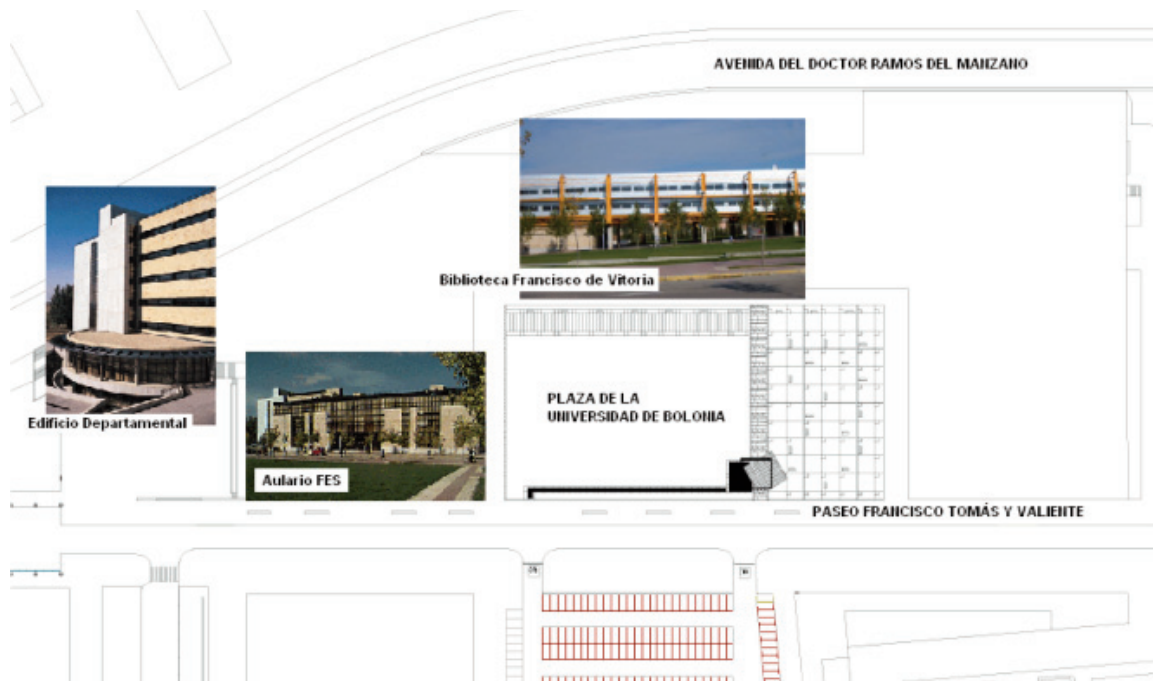 AVENIDA DEL DOCTOR RAMOS DEL MANZANO
Biblioteca Francisco de Vitoria
PLAZA DE LA
UNIVERSIDAD DE BOLONIA
Edificio Departamental
Aulario FES
PASEO FRANCISCO TOMÁS Y VALIENTE